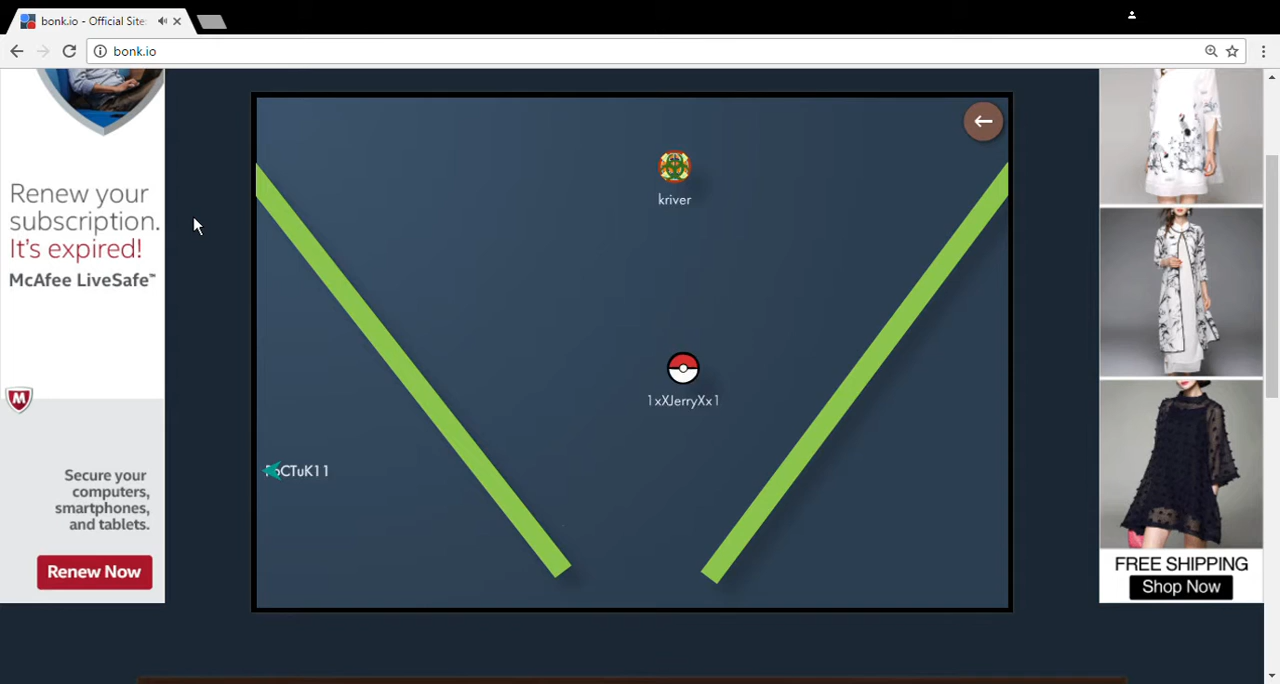 bonk.io - Official Site
bonk.io
Renew your
subscription.
It's expired!
McAfee LiveSafe™
M
Secure your
computers,
smartphones,
and tablets.
Renew Now
kriver
1xXJerryXx1
FREE SHIPPING
Shop Now